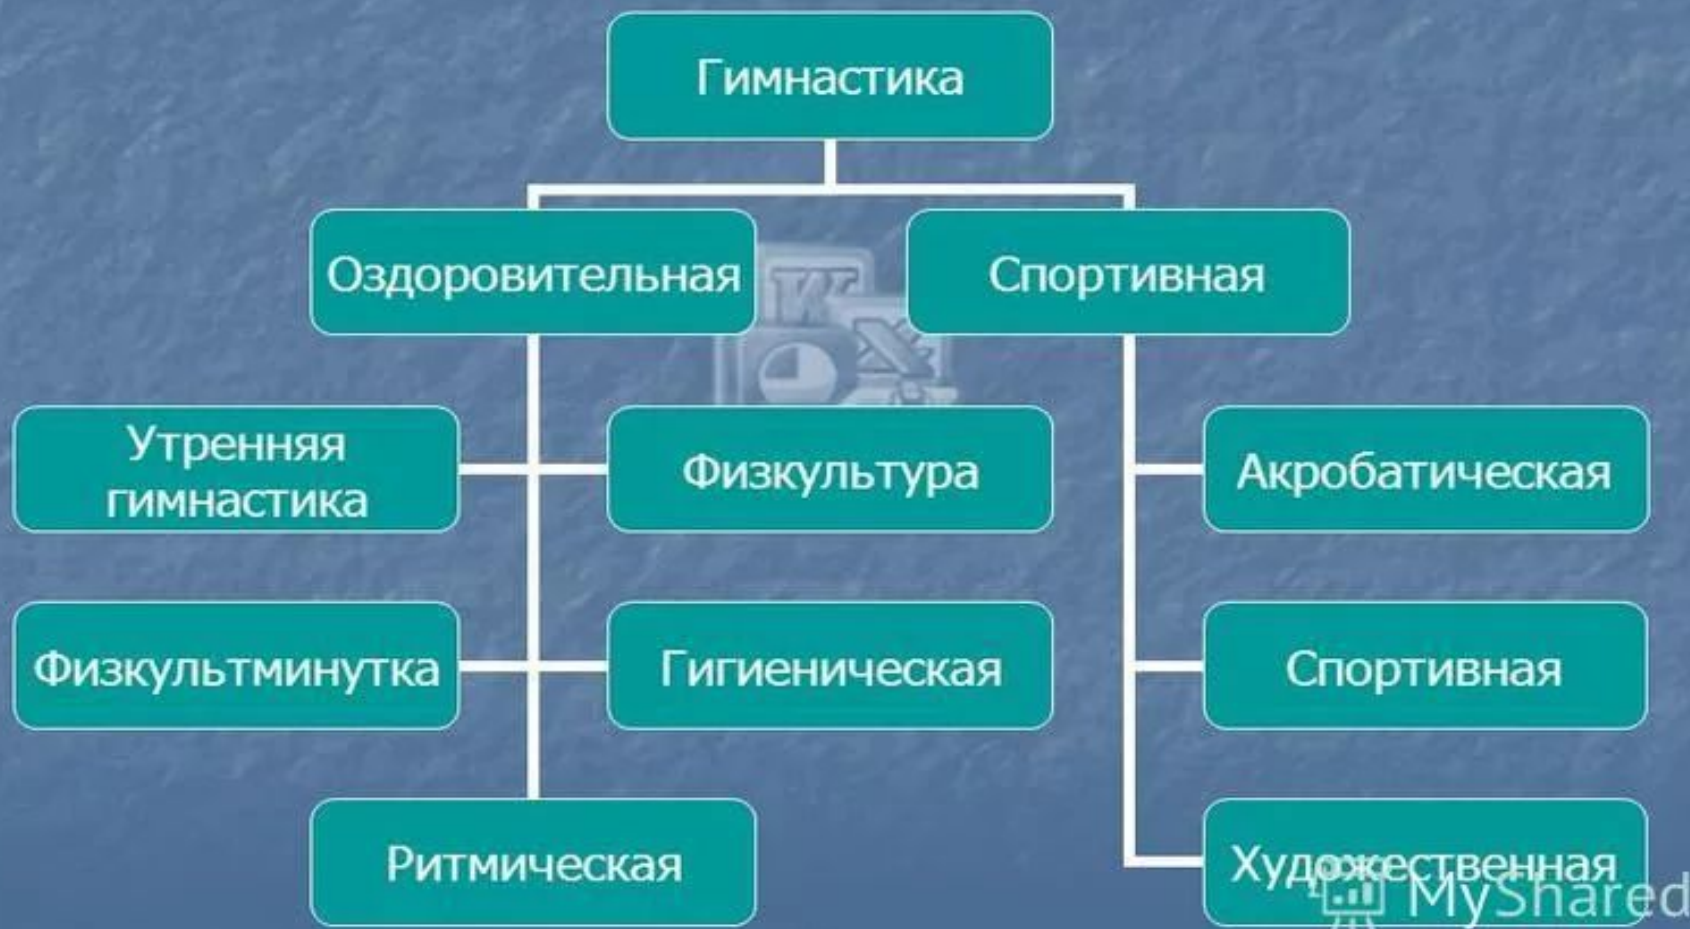 Гимнастика
Оздоровительная
Спортивная
Утренняя
гимнастика
Физкультура
Акробатическая
Физкультминутка
Гигиеническая
Спортивная
Ритмическая
Художественная
MyShared